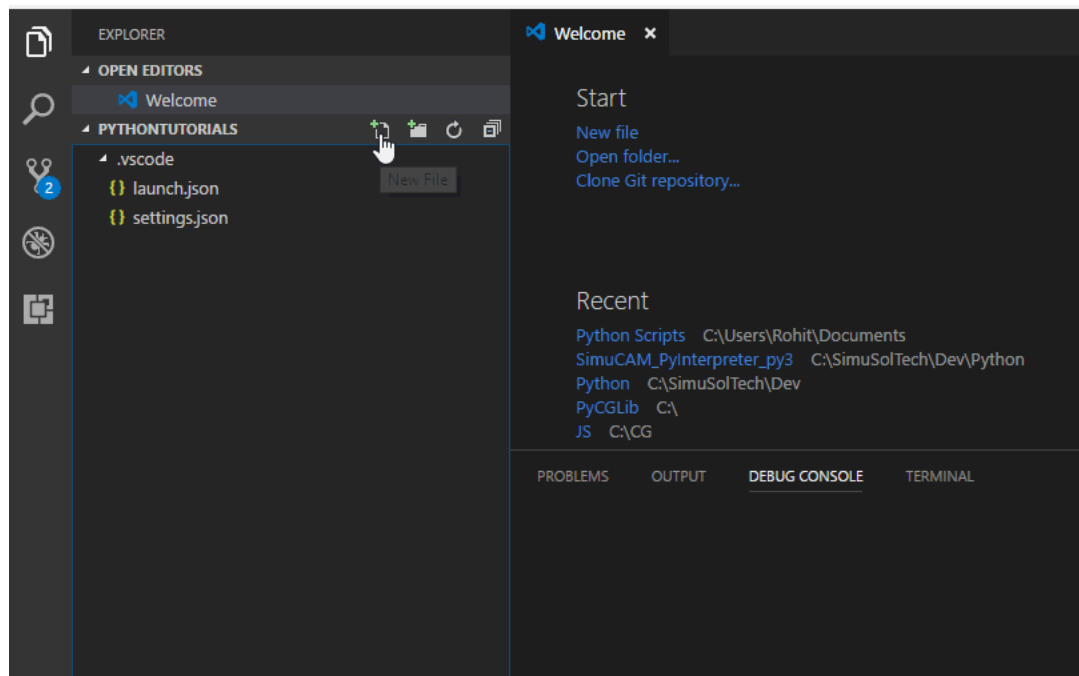 EXPLORER
OPEN EDITORS
Welcome
PYTHONTUTORIALS
.vscode
{} launch.json
{} settings.json
New File
2
Welcome
Start
New file
Open folder...
Clone Git repository...
Recent
Python Scripts C:\Users\Rohit\Documents
SimuCAM_PyInterpreter_py3 C:\SimuSolTech\Dev\Python
Python C:\SimuSolTech\Dev
PyCGLib C:\
JS C:\CG
PROBLEMS OUTPUT DEBUG CONSOLE TERMINAL